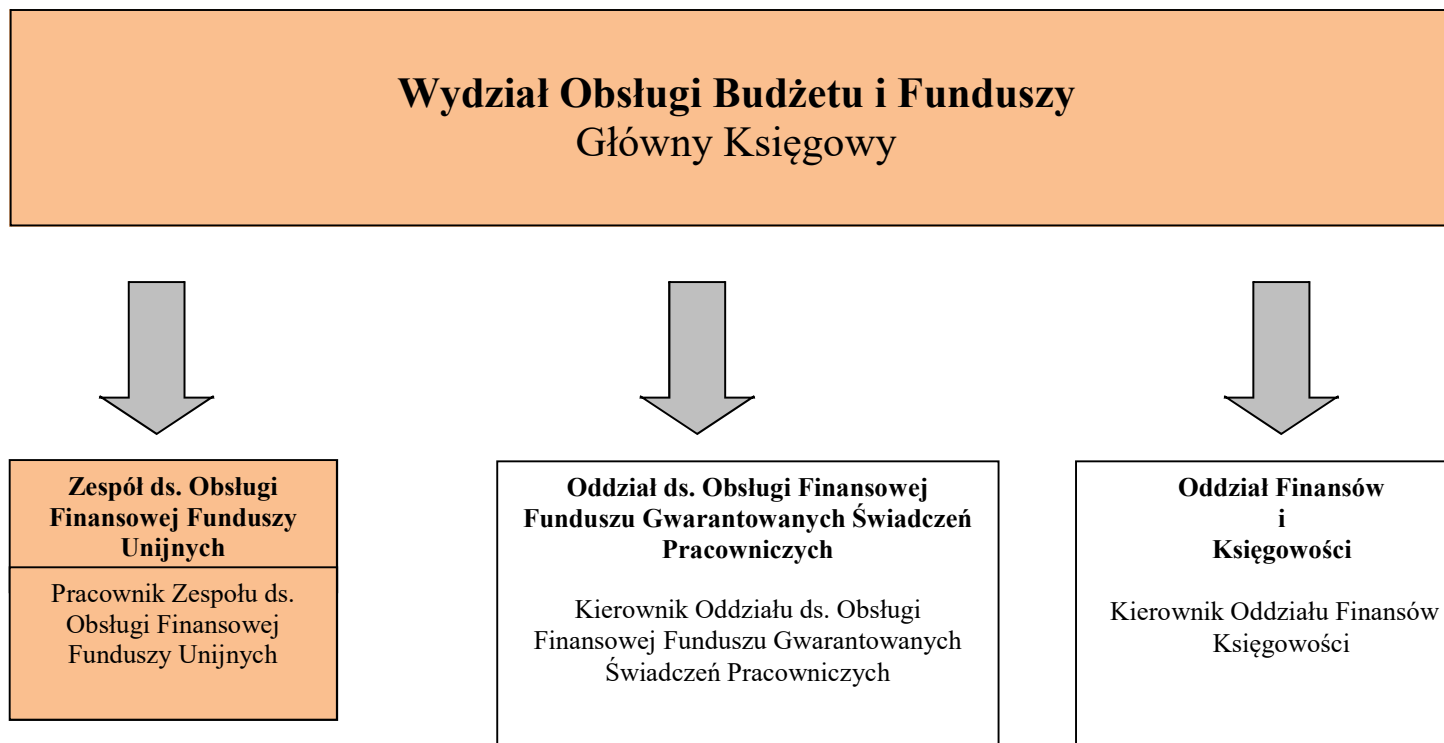 Wydział Obsługi Budżetu i Funduszy
Główny Księgowy
Zespół ds. Obsługi
Finansowej Funduszy
Unijnych
Pracownik Zespołu ds.
Obsługi Finansowej
Funduszy Unijnych
Oddział ds. Obsługi Finansowej
Funduszu Gwarantowanych Świadczeń
Pracowniczych
Kierownik Oddziału ds. Obsługi
Finansowej Funduszu Gwarantowanych
Świadczeń Pracowniczych
Oddział Finansów
i
Księgowości
Kierownik Oddziału Finansów
Księgowości